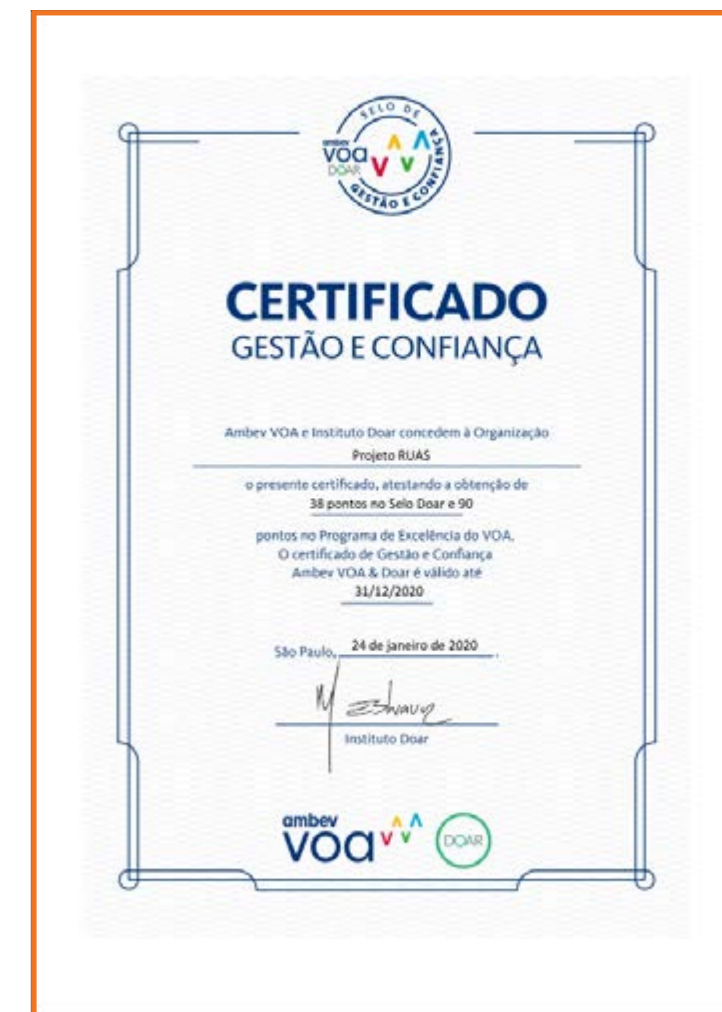 SELO DE
ambev
VOA
DOAR
GESTÃO E CONFIANÇA
CERTIFICADO
GESTÃO E CONFIANÇA
Ambev VOA e Instituto Doar concedem à Organização
Projeto RUAS
o presente certificado, atestando a obtenção de
38 pontos no Selo Doar e 90
pontos no Programa de Excelência do VOA.
O certificado de Gestão e Confiança
Ambev VOA & Doar é válido até
31/12/2020
São Paulo, 24 de janeiro de 2020 .
Instituto Doar
ambev
VOA
DOAR